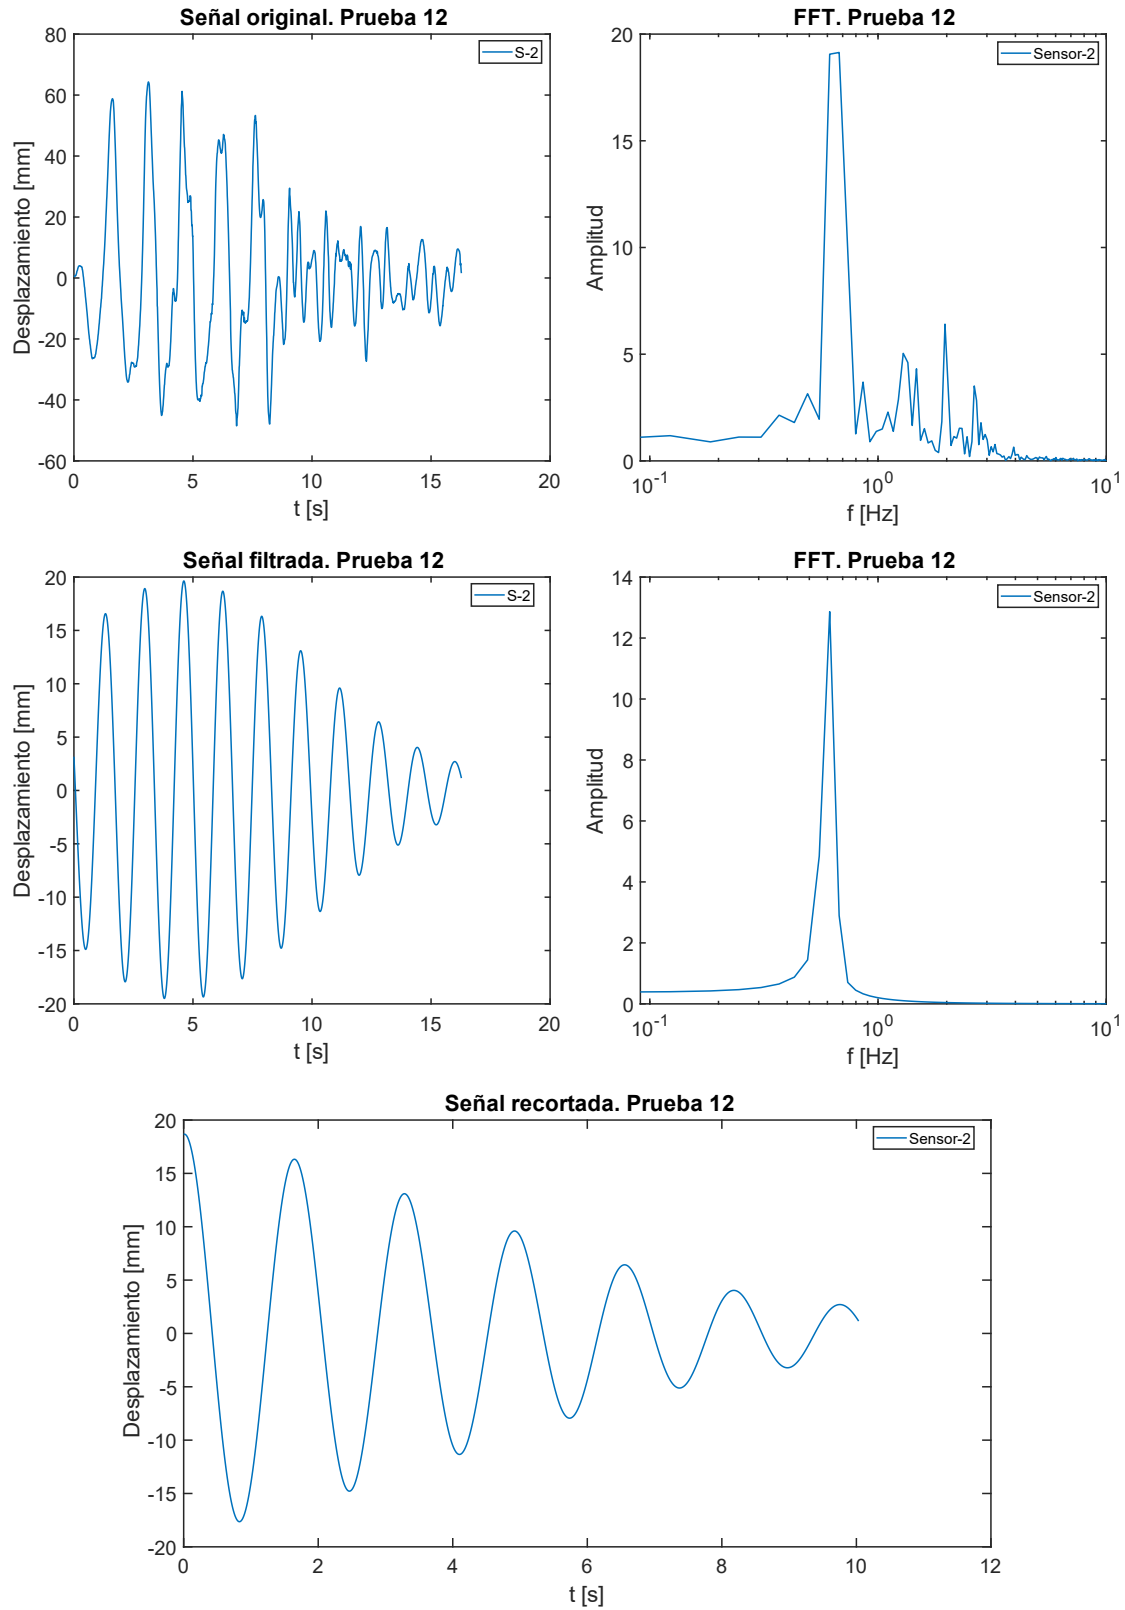 Señal original. Prueba 12
S-2
80
60
40
20
0
-20
-40
-60
Desplazamiento [mm]
0 5 10 15 20
t [s]
FFT. Prueba 12
Sensor-2
20
15
10
5
0
Amplitud
10^-1 10^0 10^1
f [Hz]
Señal filtrada. Prueba 12
S-2
20
15
10
5
0
-5
-10
-15
-20
Desplazamiento [mm]
0 5 10 15 20
t [s]
FFT. Prueba 12
Sensor-2
14
12
10
8
6
4
2
0
Amplitud
10^-1 10^0 10^1
f [Hz]
Señal recortada. Prueba 12
Sensor-2
20
15
10
5
0
-5
-10
-15
-20
Desplazamiento [mm]
0 2 4 6 8 10 12
t [s]